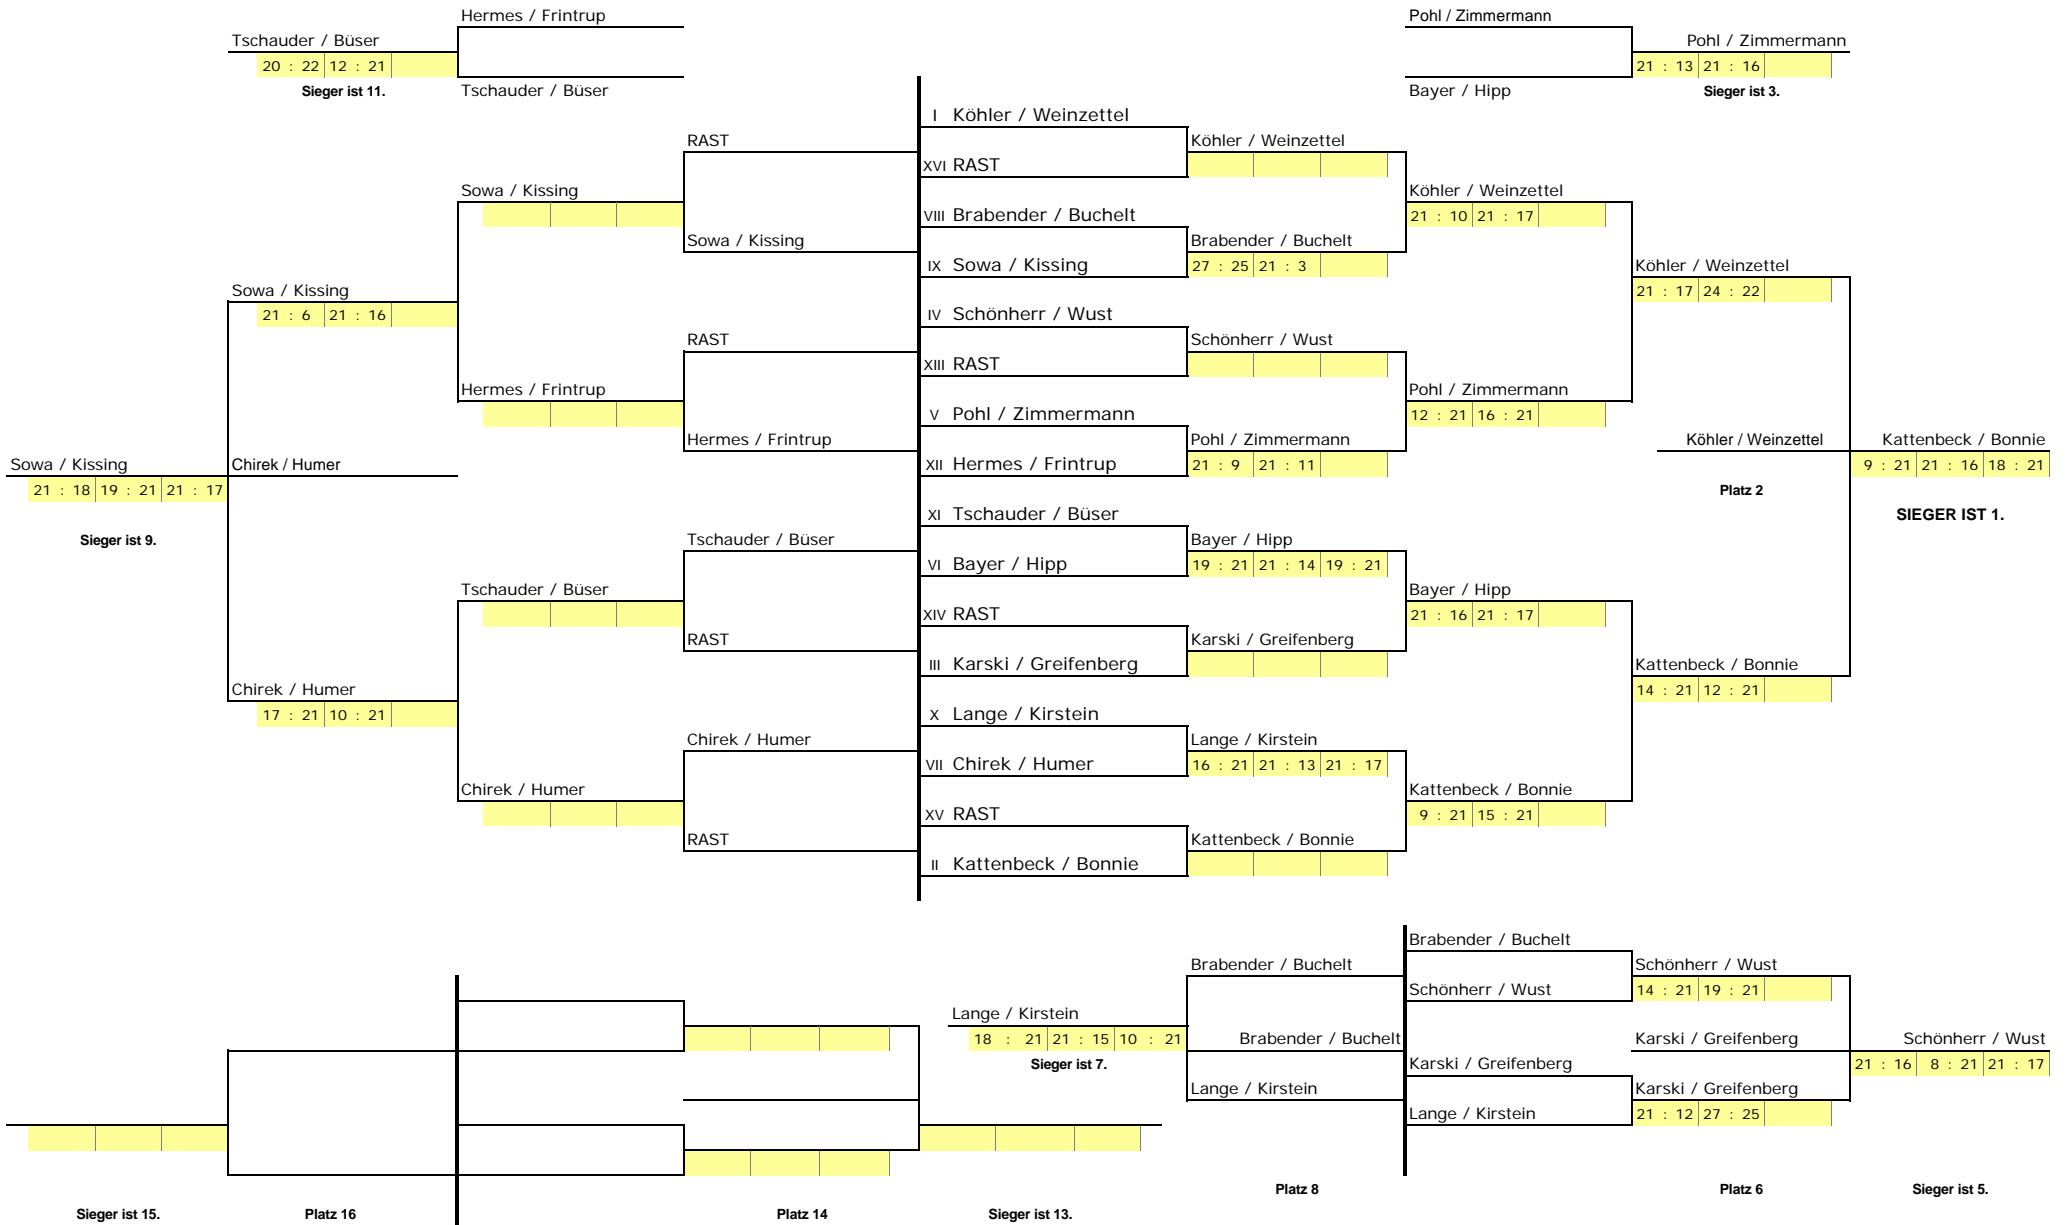 Hermes / Frintrup
Pohl / Zimmermann
Tschauder / Büser
Pohl / Zimmermann
20 : 22 12 : 21
21 : 13 21 : 16
Sieger ist 11.
Tschauder / Büser
Bayer / Hipp
Sieger ist 3.
I Köhler / Weinzettel
RAST
Köhler / Weinzettel
XVI RAST
Sowa / Kissing
Köhler / Weinzettel
VIII Brabender / Buchelt
21 : 10 21 : 17
Sowa / Kissing
Brabender / Buchelt
IX Sowa / Kissing
27 : 25 21 : 3
Köhler / Weinzettel
Sowa / Kissing
21 : 17 24 : 22
21 : 6 21 : 16
IV Schönherr / Wust
RAST
Schönherr / Wust
XIII RAST
Hermes / Frintrup
Pohl / Zimmermann
V Pohl / Zimmermann
12 : 21 16 : 21
Hermes / Frintrup
Pohl / Zimmermann
Köhler / Weinzettel
Kattenbeck / Bonnie
Sowa / Kissing
Chirek / Humer
XII Hermes / Frintrup
21 : 9 21 : 11
9 : 21 21 : 16 18 : 21
21 : 18 19 : 21 21 : 17
Platz 2
XI Tschauder / Büser
SIEGER IST 1.
Sieger ist 9.
Tschauder / Büser
Bayer / Hipp
VI Bayer / Hipp
19 : 21 21 : 14 19 : 21
Tschauder / Büser
Bayer / Hipp
XIV RAST
21 : 16 21 : 17
RAST
Karski / Greifenberg
III Karski / Greifenberg
Kattenbeck / Bonnie
Chirek / Humer
14 : 21 12 : 21
17 : 21 10 : 21
X Lange / Kirstein
Chirek / Humer
Lange / Kirstein
VII Chirek / Humer
16 : 21 21 : 13 21 : 17
Chirek / Humer
Kattenbeck / Bonnie
XV RAST
9 : 21 15 : 21
RAST
Kattenbeck / Bonnie
II Kattenbeck / Bonnie
Brabender / Buchelt
Brabender / Buchelt
Schönherr / Wust
Schönherr / Wust
14 : 21 19 : 21
Lange / Kirstein
18 : 21 21 : 15 10 : 21
Brabender / Buchelt
Karski / Greifenberg
Schönherr / Wust
Sieger ist 7.
Karski / Greifenberg
21 : 16 8 : 21 21 : 17
Lange / Kirstein
Karski / Greifenberg
Lange / Kirstein
21 : 12 27 : 25
Platz 8
Platz 6
Sieger ist 5.
Sieger ist 15.
Platz 16
Platz 14
Sieger ist 13.